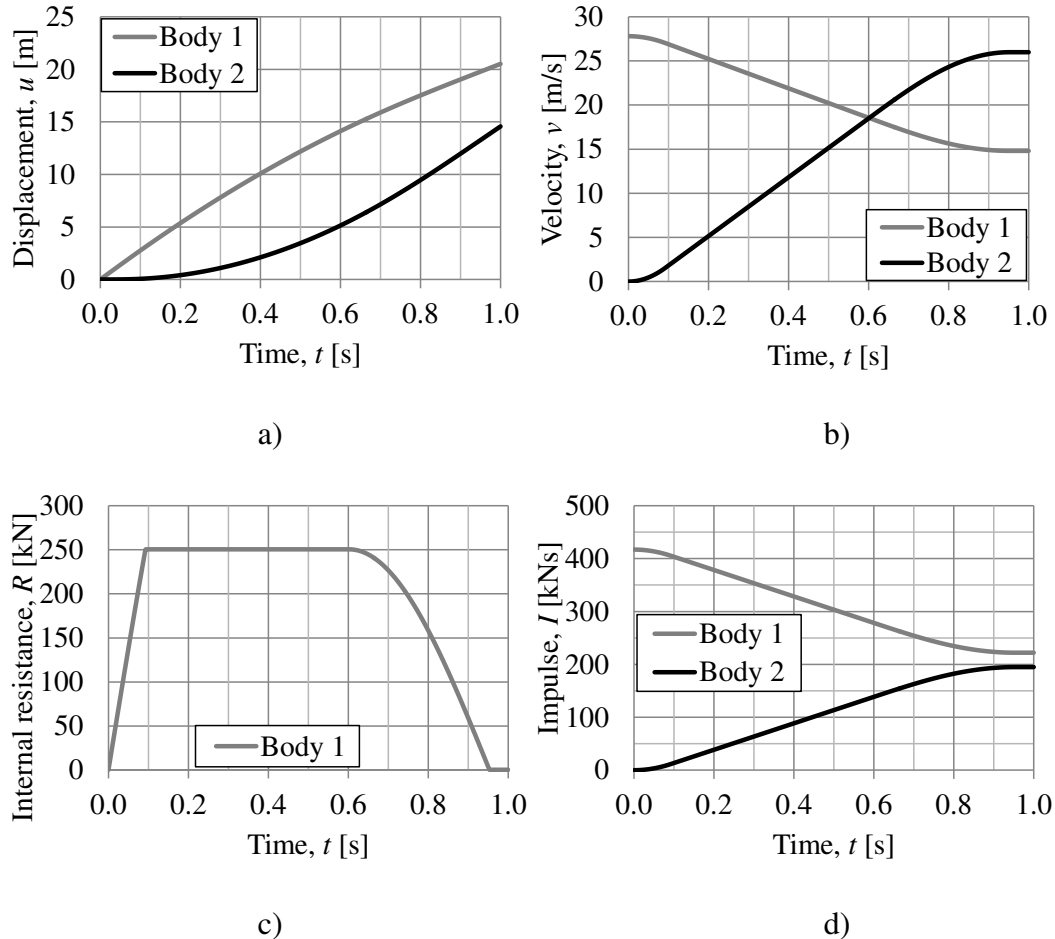 Displacement, u [m]
25
20
15
10
5
0
Body 1
Body 2
0.0 0.2 0.4 0.6 0.8 1.0
Time, t [s]
a)
Velocity, v [m/s]
30
25
20
15
10
5
0
Body 1
Body 2
0.0 0.2 0.4 0.6 0.8 1.0
Time, t [s]
b)
Internal resistance, R [kN]
300
250
200
150
100
50
0
Body 1
0.0 0.2 0.4 0.6 0.8 1.0
Time, t [s]
c)
Impulse, I [kNs]
500
400
300
200
100
0
Body 1
Body 2
0.0 0.2 0.4 0.6 0.8 1.0
Time, t [s]
d)